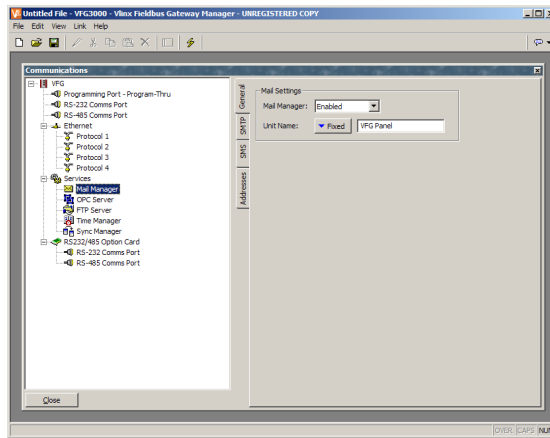 Untitled File - VFG3000 - Vlinx Fieldbus Gateway Manager - UNREGISTERED COPY
File Edit View Link Help
Communications
VFG
Programming Port - Program-Thru
RS-232 Comms Port
RS-485 Comms Port
Ethernet
Protocol 1
Protocol 2
Protocol 3
Protocol 4
Services
Mail Manager
OPC Server
FTP Server
Time Manager
Sync Manager
RS232/485 Option Card
RS-232 Comms Port
RS-485 Comms Port
General
SMTP
SMS
Addresses
Mail Settings
Mail Manager: Enabled
Unit Name: Fixed VFG Panel
Close
OVER CAPS NUM